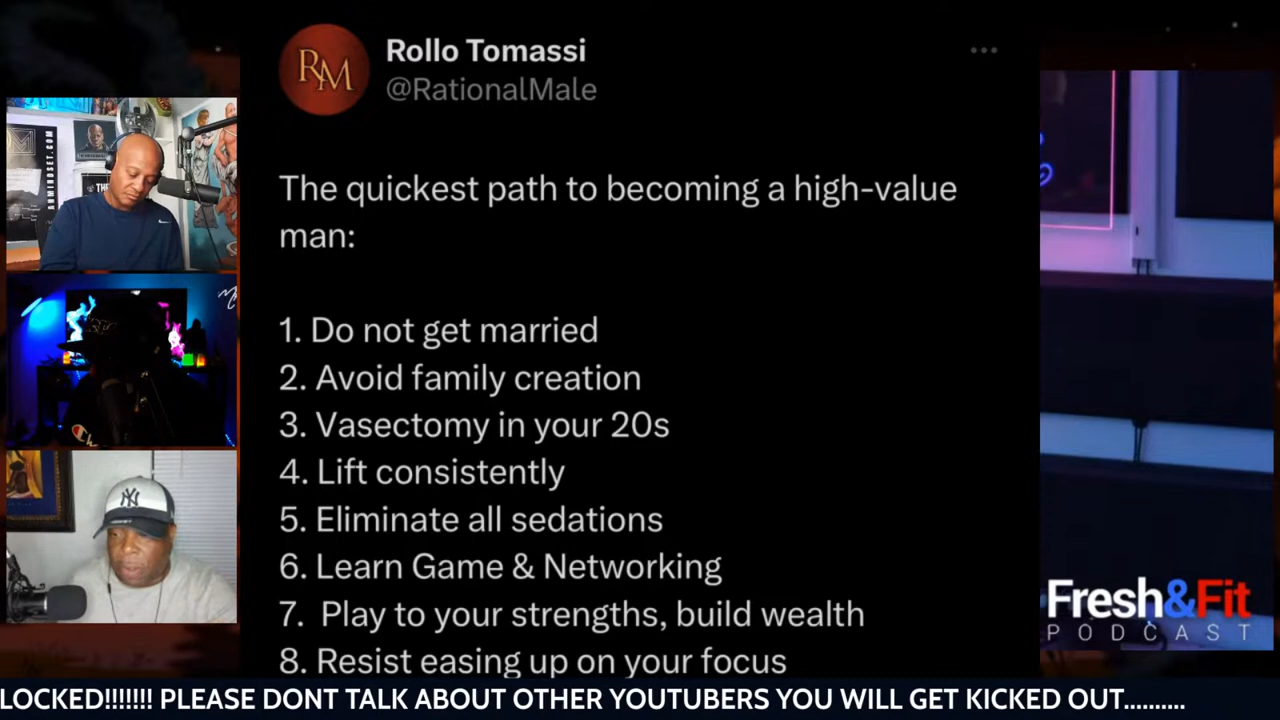 RM
Rollo Tomassi
@RationalMale
The quickest path to becoming a high-value
man:
1. Do not get married
2. Avoid family creation
3. Vasectomy in your 20s
4. Lift consistently
5. Eliminate all sedations
6. Learn Game & Networking
7. Play to your strengths, build wealth
8. Resist easing up on your focus
NY
Fresh&Fit
PODCAST
LOCKED!!!!!!! PLEASE DONT TALK ABOUT OTHER YOUTUBERS YOU WILL GET KICKED OUT..........